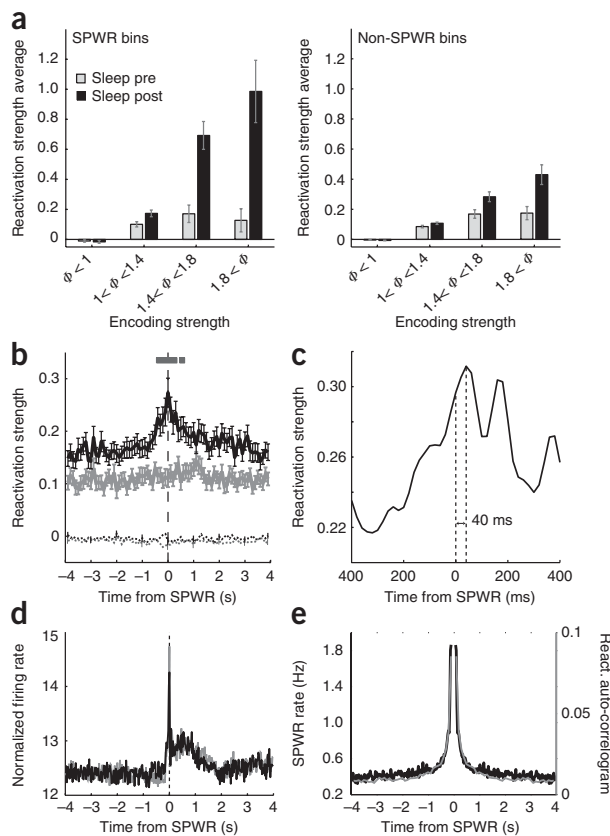 a
SPWR bins
Non-SPWR bins
Sleep pre
Sleep post
Reactivation strength average
1.2
1.0
0.8
0.6
0.4
0.2
0
ϕ < 1
1 < ϕ <1.4
1.4< ϕ <1.8
1.8 < ϕ
Encoding strength
Reactivation strength average
1.2
1.0
0.8
0.6
0.4
0.2
0
ϕ < 1
1< ϕ <1.4
1.4< ϕ <1.8
1.8 < ϕ
Encoding strength
b
Reactivation strength
0.3
0.2
0.1
0
–4 –3 –2 –1 0 1 2 3 4
Time from SPWR (s)
c
Reactivation strength
0.30
0.26
0.22
40 ms
400 200 0 200 400
Time from SPWR (ms)
d
Normalized firing rate
15
14
13
12
–4 –3 –2 –1 0 1 2 3 4
Time from SPWR (s)
e
SPWR rate (Hz)
1.8
1.4
1.0
0.6
0.2
0.1
0.05
0
React. auto-correlogram
–4 –3 –2 –1 0 1 2 3 4
Time from SPWR (s)